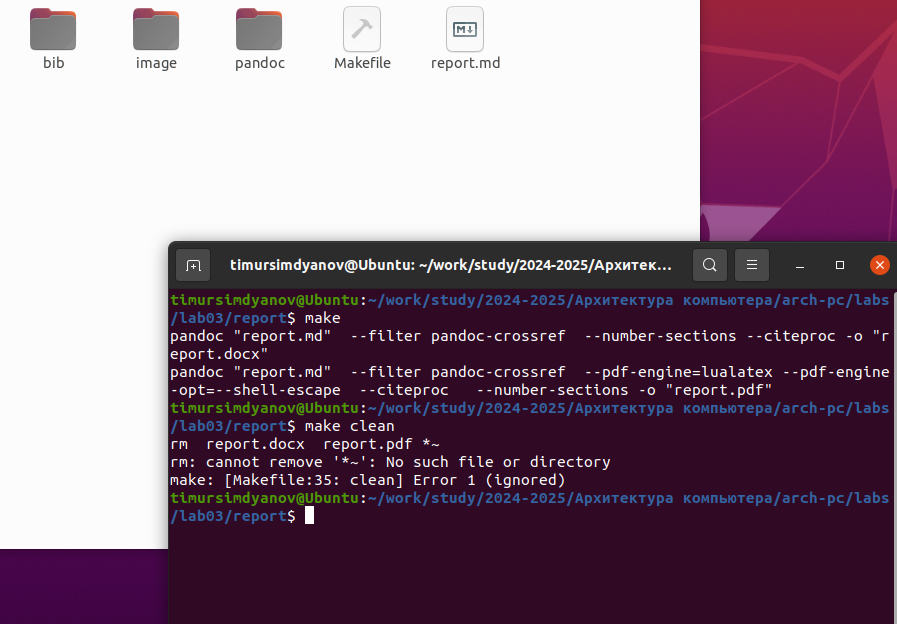 bib
image
pandoc
Makefile
M↓
report.md
timursimdyanov@Ubuntu: ~/work/study/2024-2025/Архитек...
timursimdyanov@Ubuntu:~/work/study/2024-2025/Архитектура компьютера/arch-pc/labs
/lab03/report$ make
pandoc "report.md"  --filter pandoc-crossref  --number-sections --citeproc -o "r
eport.docx"
pandoc "report.md"  --filter pandoc-crossref  --pdf-engine=lualatex --pdf-engine
-opt=--shell-escape  --citeproc   --number-sections -o "report.pdf"
timursimdyanov@Ubuntu:~/work/study/2024-2025/Архитектура компьютера/arch-pc/labs
/lab03/report$ make clean
rm  report.docx  report.pdf *~
rm: cannot remove '*~': No such file or directory
make: [Makefile:35: clean] Error 1 (ignored)
timursimdyanov@Ubuntu:~/work/study/2024-2025/Архитектура компьютера/arch-pc/labs
/lab03/report$